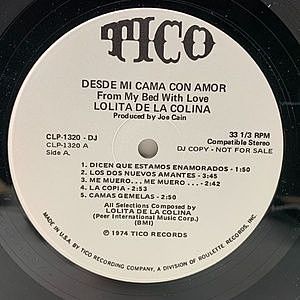 TICO
DESDE MI CAMA CON AMOR
From My Bed With Love
LOLITA DE LA COLINA
Produced by Joe Cain
CLP-1320 - DJ
CLP-1320 A
Side A.
33 1/3 RPM
Compatible Stereo
DJ COPY - NOT FOR SALE
1. DICEN QUE ESTAMOS ENAMORADOS - 1:50
2. LOS DOS NUEVOS AMANTES - 3:45
3. ME MUERO... ME MUERO... - 2:42
4. LA COPIA - 2:53
5. CAMAS GEMELAS - 2:50
All Selections Composed by
LOLITA DE LA COLINA
(Peer International Music Corp.)
(BMI)
℗ 1974 TICO RECORDS
MADE IN U.S.A. BY TICO RECORDING COMPANY, A DIVISION OF ROULETTE RECORDS, INC.